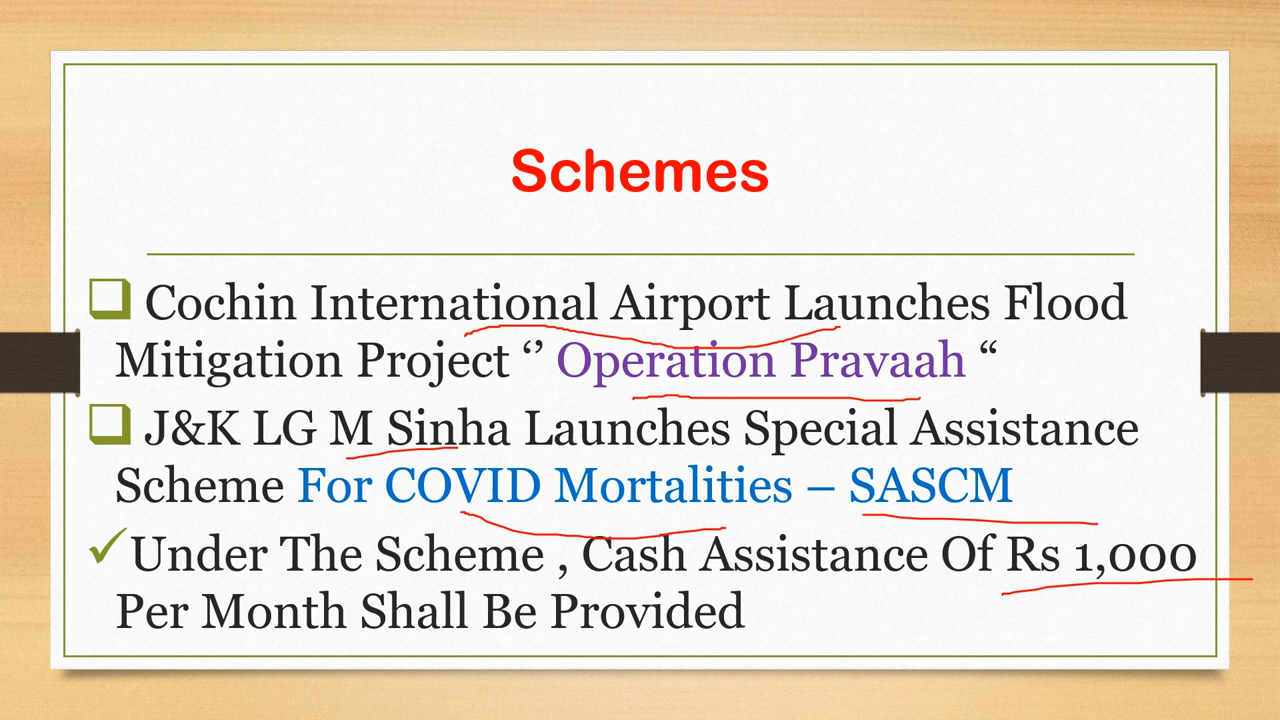 Schemes
❑ Cochin International Airport Launches Flood
Mitigation Project ‘’ Operation Pravaah “
❑ J&K LG M Sinha Launches Special Assistance
Scheme For COVID Mortalities – SASCM
✓Under The Scheme , Cash Assistance Of Rs 1,000
Per Month Shall Be Provided